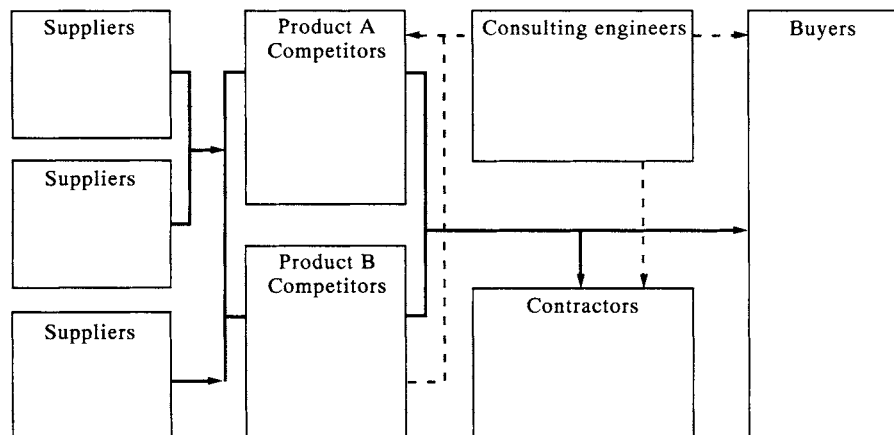 Suppliers
Product A
Competitors
Consulting engineers
Buyers
Suppliers
Product B
Competitors
Contractors
Suppliers